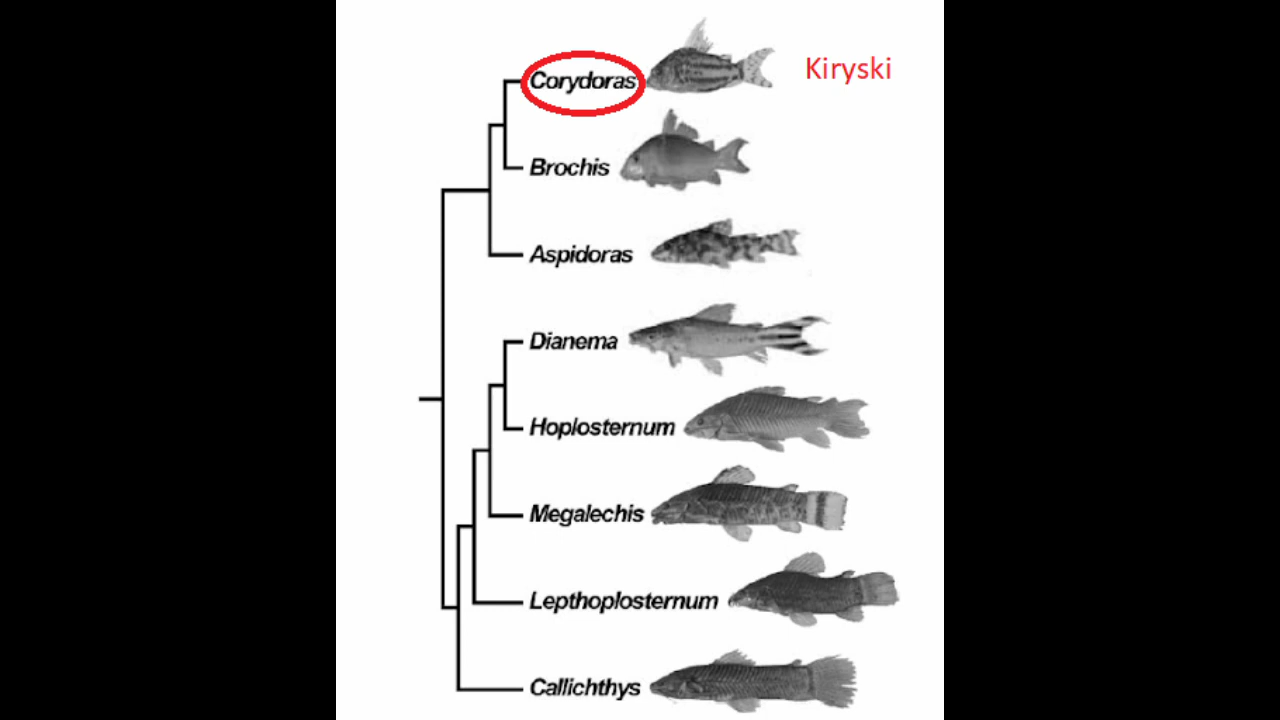 Corydoras
Kiryski
Brochis
Aspidoras
Dianema
Hoplosternum
Megalechis
Lepthoplosternum
Callichthys